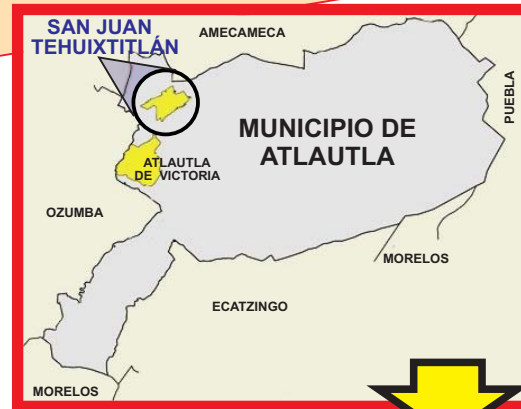 SAN JUAN
TEHUIXTITLÁN
AMECAMECA
PUEBLA
MUNICIPIO DE
ATLAUTLA
ATLAUTLA
DE VICTORIA
OZUMBA
MORELOS
ECATZINGO
MORELOS